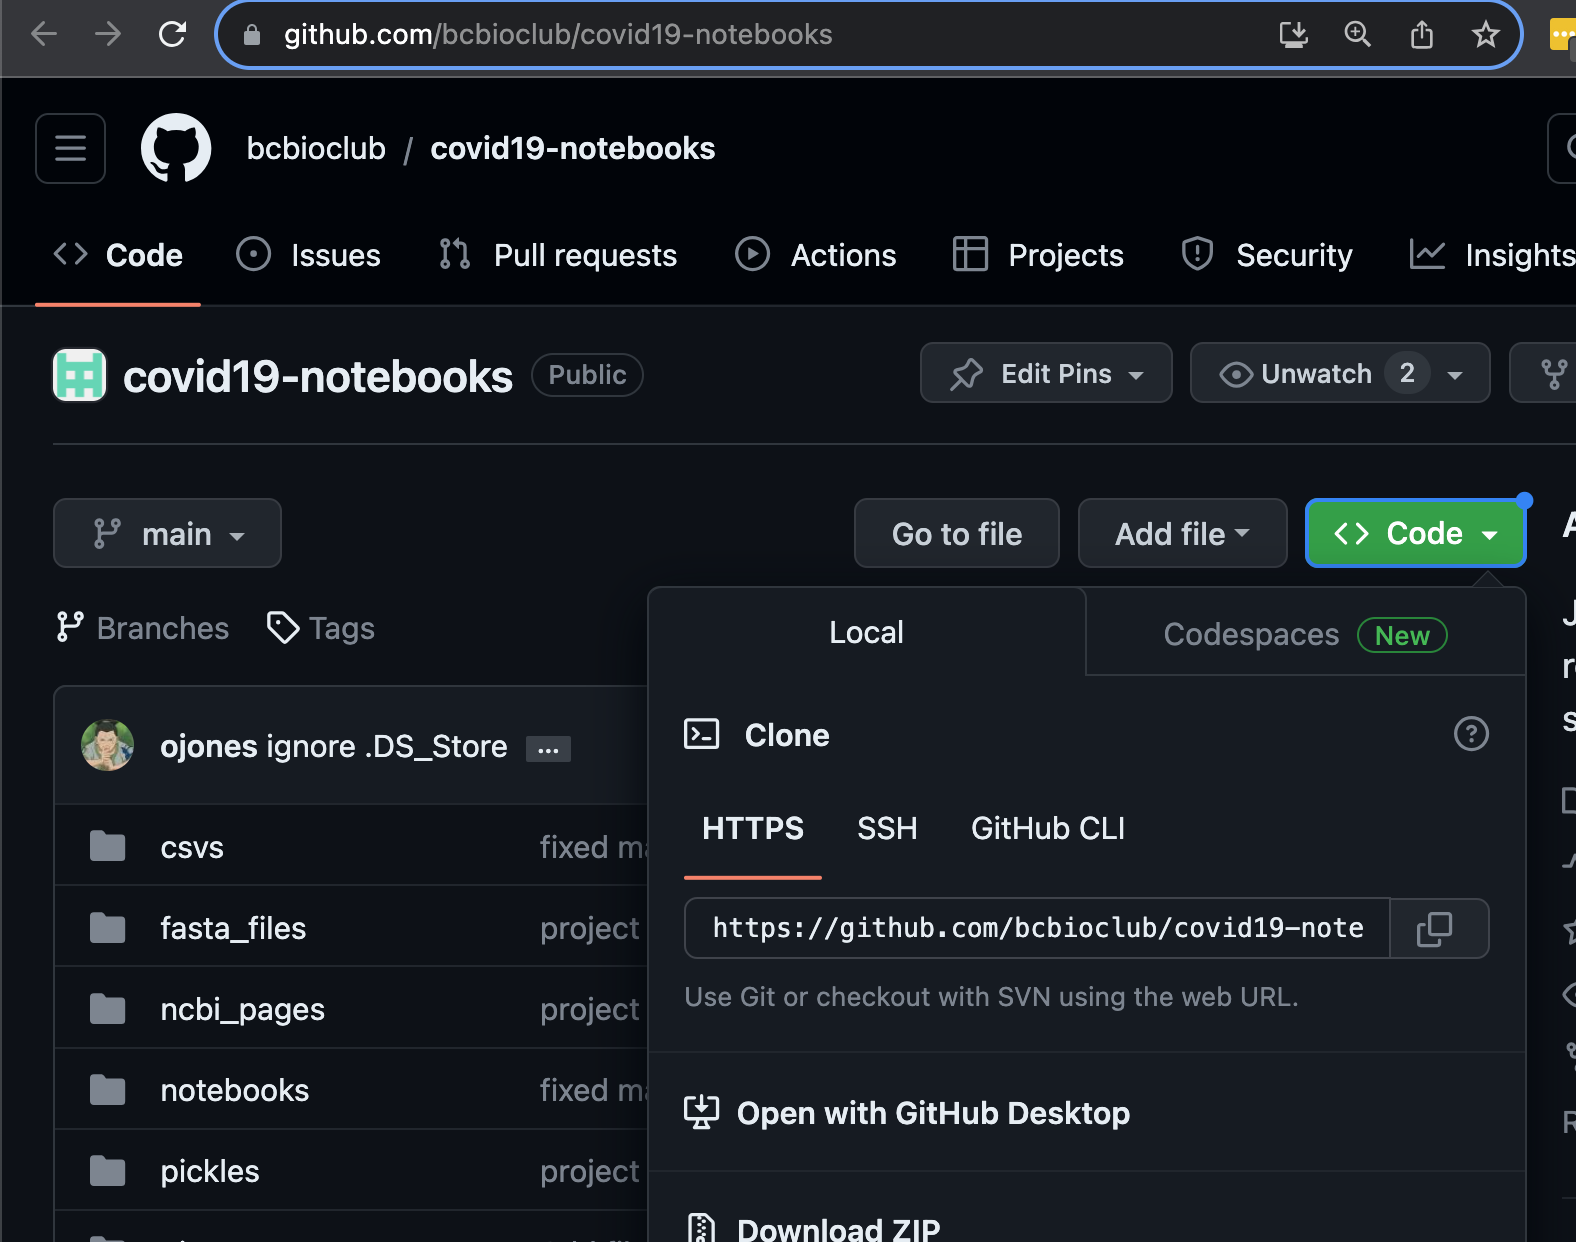 github.com/bcbioclub/covid19-notebooks
bcbioclub / covid19-notebooks
Code Issues Pull requests Actions Projects Security Insights
covid19-notebooks Public Edit Pins Unwatch 2
main Go to file Add file Code
Branches Tags
Local Codespaces New
ojones ignore .DS_Store ...
Clone
HTTPS SSH GitHub CLI
csvs fixed
https://github.com/bcbioclub/covid19-note
fasta_files project
Use Git or checkout with SVN using the web URL.
ncbi_pages project
notebooks fixed
Open with GitHub Desktop
pickles project
Download ZIP